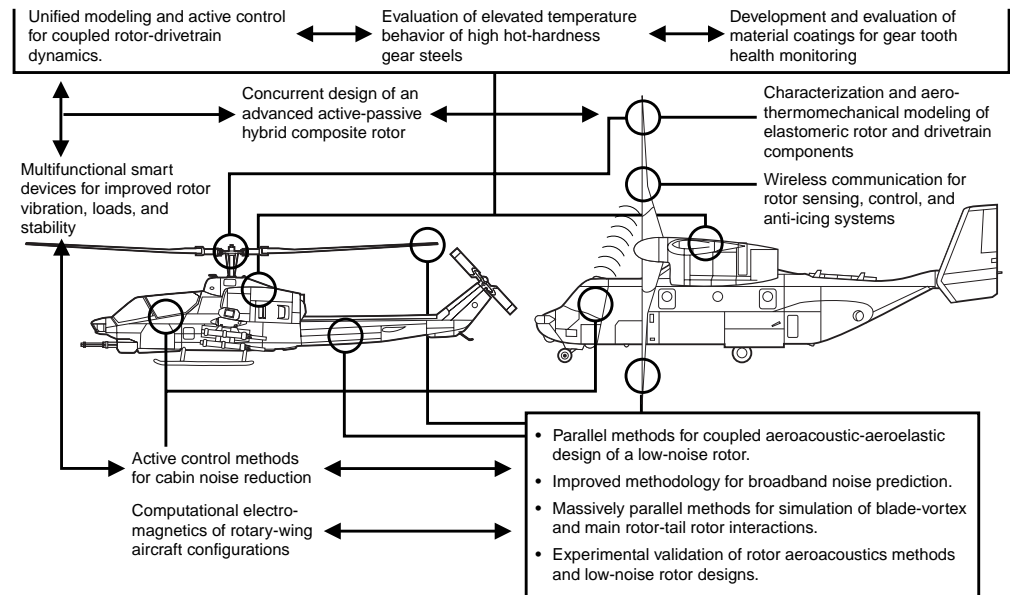 Unified modeling and active control
for coupled rotor-drivetrain
dynamics.
Evaluation of elevated temperature
behavior of high hot-hardness
gear steels
Development and evaluation of
material coatings for gear tooth
health monitoring
Concurrent design of an
advanced active-passive
hybrid composite rotor
Characterization and aero-
thermomechanical modeling of
elastomeric rotor and drivetrain
components
Multifunctional smart
devices for improved rotor
vibration, loads, and
stability
Wireless communication for
rotor sensing, control, and
anti-icing systems
Active control methods
for cabin noise reduction
Computational electro-
magnetics of rotary-wing
aircraft configurations
• Parallel methods for coupled aeroacoustic-aeroelastic
design of a low-noise rotor.
• Improved methodology for broadband noise prediction.
• Massively parallel methods for simulation of blade-vortex
and main rotor-tail rotor interactions.
• Experimental validation of rotor aeroacoustics methods
and low-noise rotor designs.